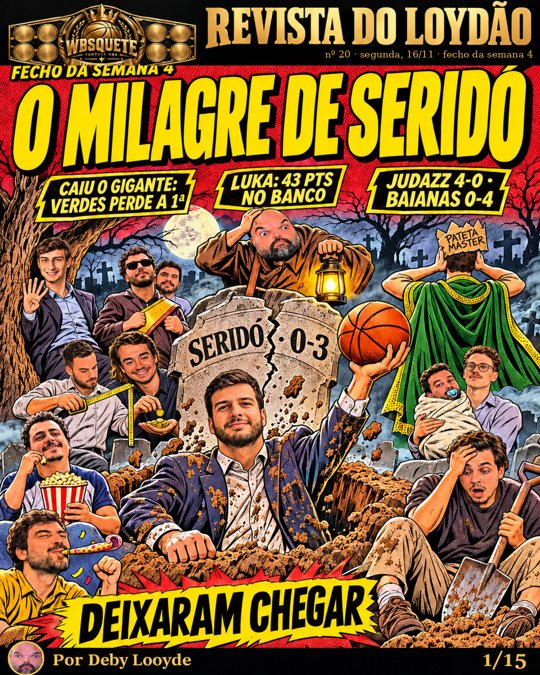 WBSQUETE
FANTASY NBA
REVISTA DO LOYDÃO
nº 20 · segunda, 16/11 · fecho da semana 4
FECHO DA SEMANA 4
O MILAGRE DE SERIDÓ
CAIU O GIGANTE:
VERDES PERDE A 1ª
LUKA: 43 PTS
NO BANCO
JUDAZZ 4-0 ·
BAIANAS 0-4
PATETA
MASTER
SERIDÓ · 0-3
DEIXARAM CHEGAR
Por Deby Looyde
1/15